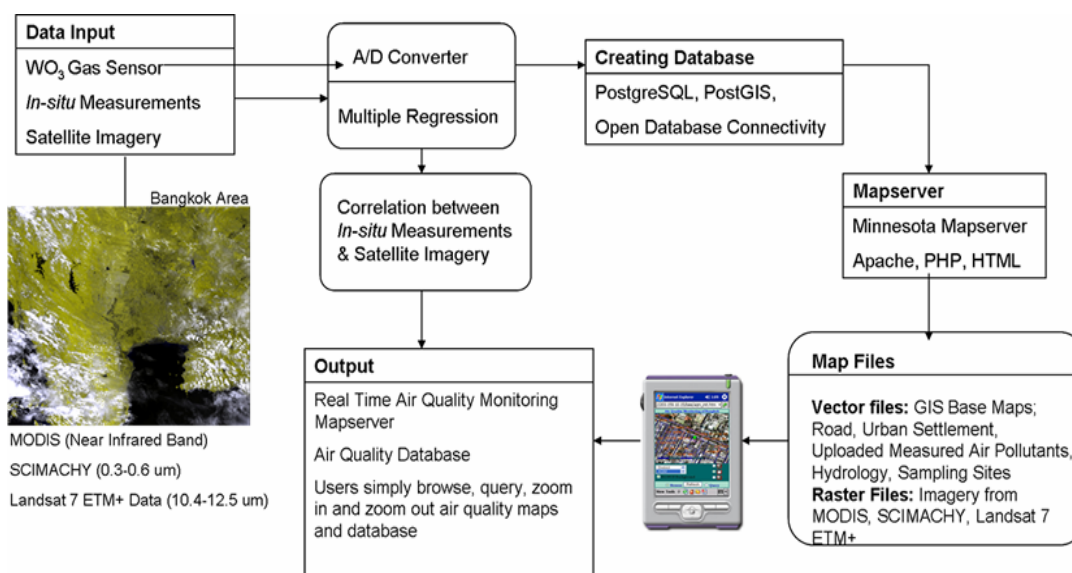 Data Input
WO3 Gas Sensor
In-situ Measurements
Satellite Imagery
A/D Converter
Multiple Regression
Creating Database
PostgreSQL, PostGIS,
Open Database Connectivity
Bangkok Area
Correlation between
In-situ Measurements
& Satellite Imagery
Mapserver
Minnesota Mapserver
Apache, PHP, HTML
MODIS (Near Infrared Band)
SCIMACHY (0.3-0.6 um)
Landsat 7 ETM+ Data (10.4-12.5 um)
Output
Real Time Air Quality Monitoring
Mapserver
Air Quality Database
Users simply browse, query, zoom
in and zoom out air quality maps
and database
Internet Explorer
Map Files
Vector files: GIS Base Maps;
Road, Urban Settlement,
Uploaded Measured Air Pollutants,
Hydrology, Sampling Sites
Raster Files: Imagery from
MODIS, SCIMACHY, Landsat 7
ETM+